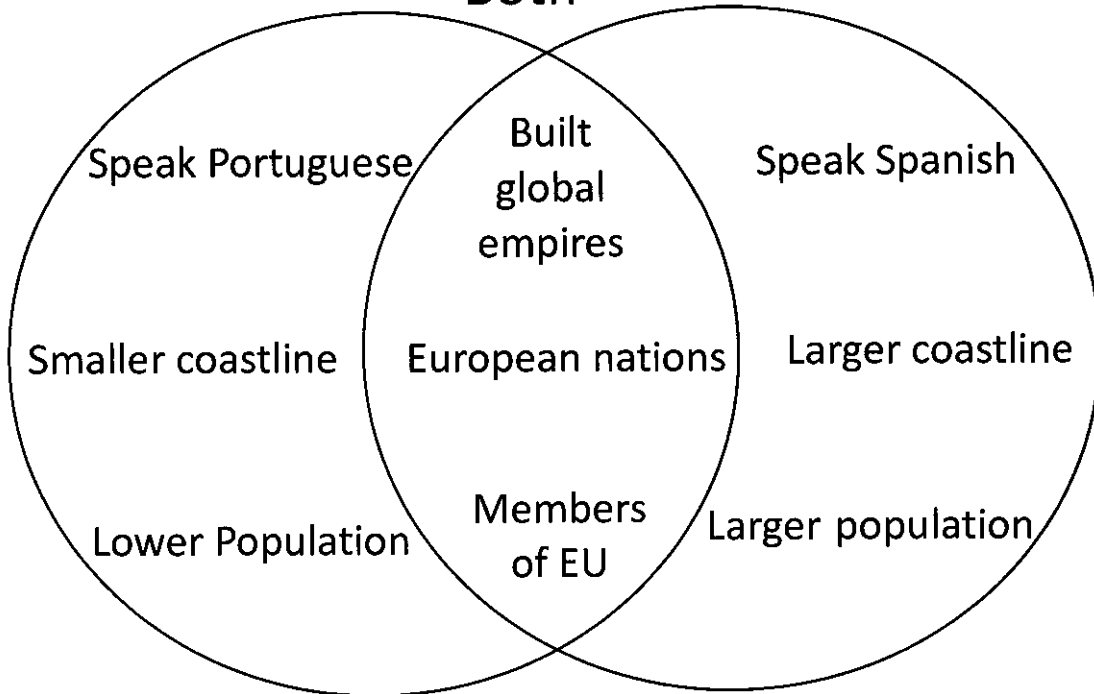 Both
Speak Portuguese
Smaller coastline
Lower Population
Built
global
empires
European nations
Members
of EU
Speak Spanish
Larger coastline
Larger population